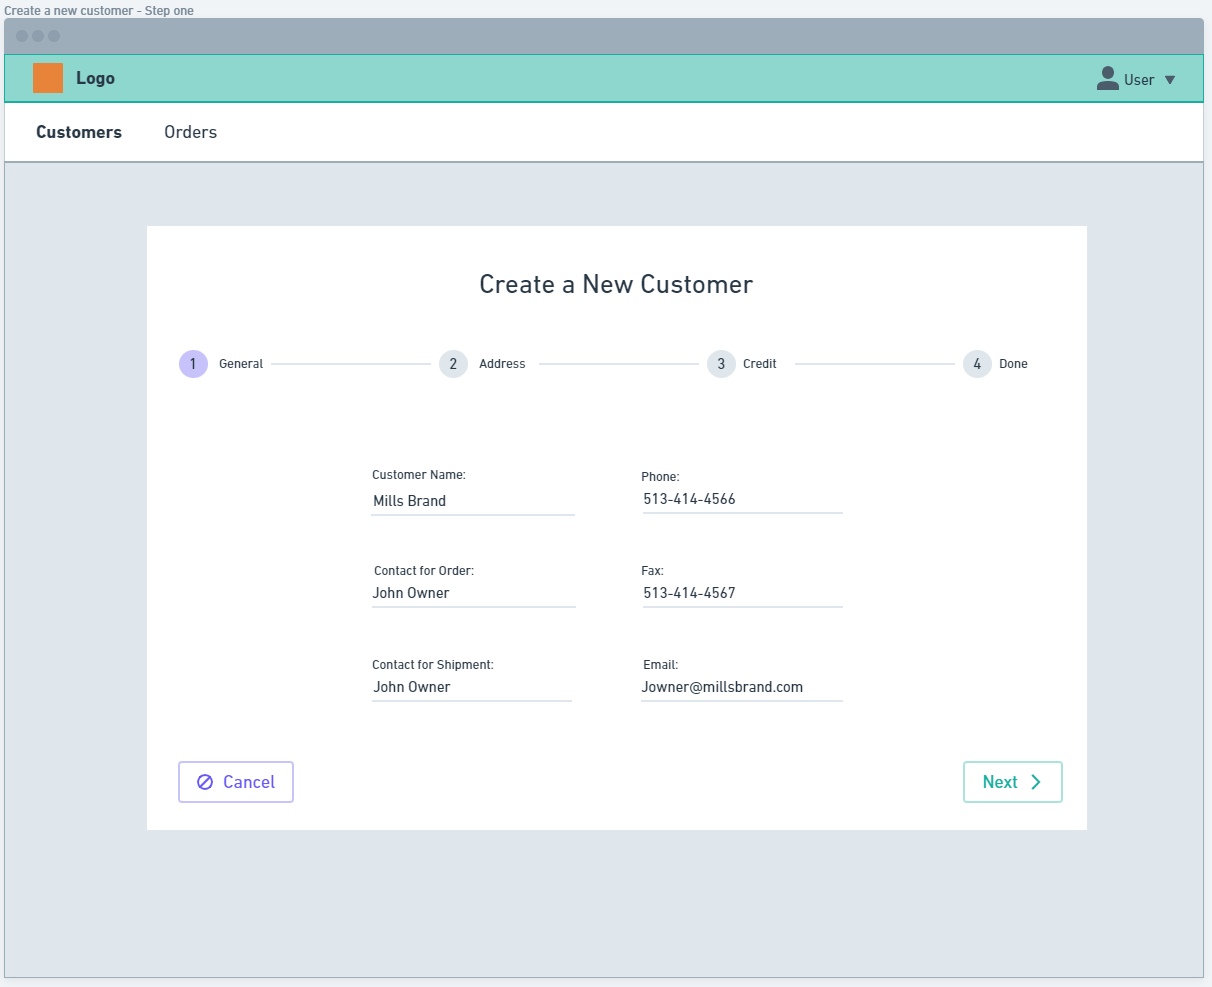 Create a new customer - Step one
Logo
User
Customers Orders
Create a New Customer
1 General 2 Address 3 Credit 4 Done
Customer Name: Phone:
Mills Brand 513-414-4566
Contact for Order: Fax:
John Owner 513-414-4567
Contact for Shipment: Email:
John Owner Jowner@millsbrand.com
Cancel Next